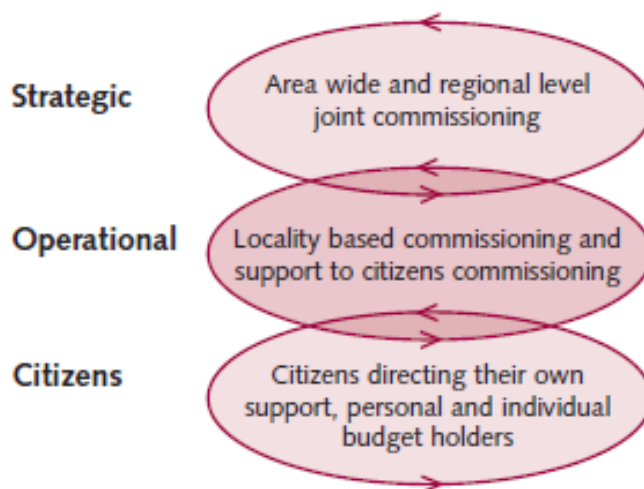 Strategic
Area wide and regional level
joint commissioning
Operational
Locality based commissioning and
support to citizens commissioning
Citizens
Citizens directing their own
support, personal and individual
budget holders